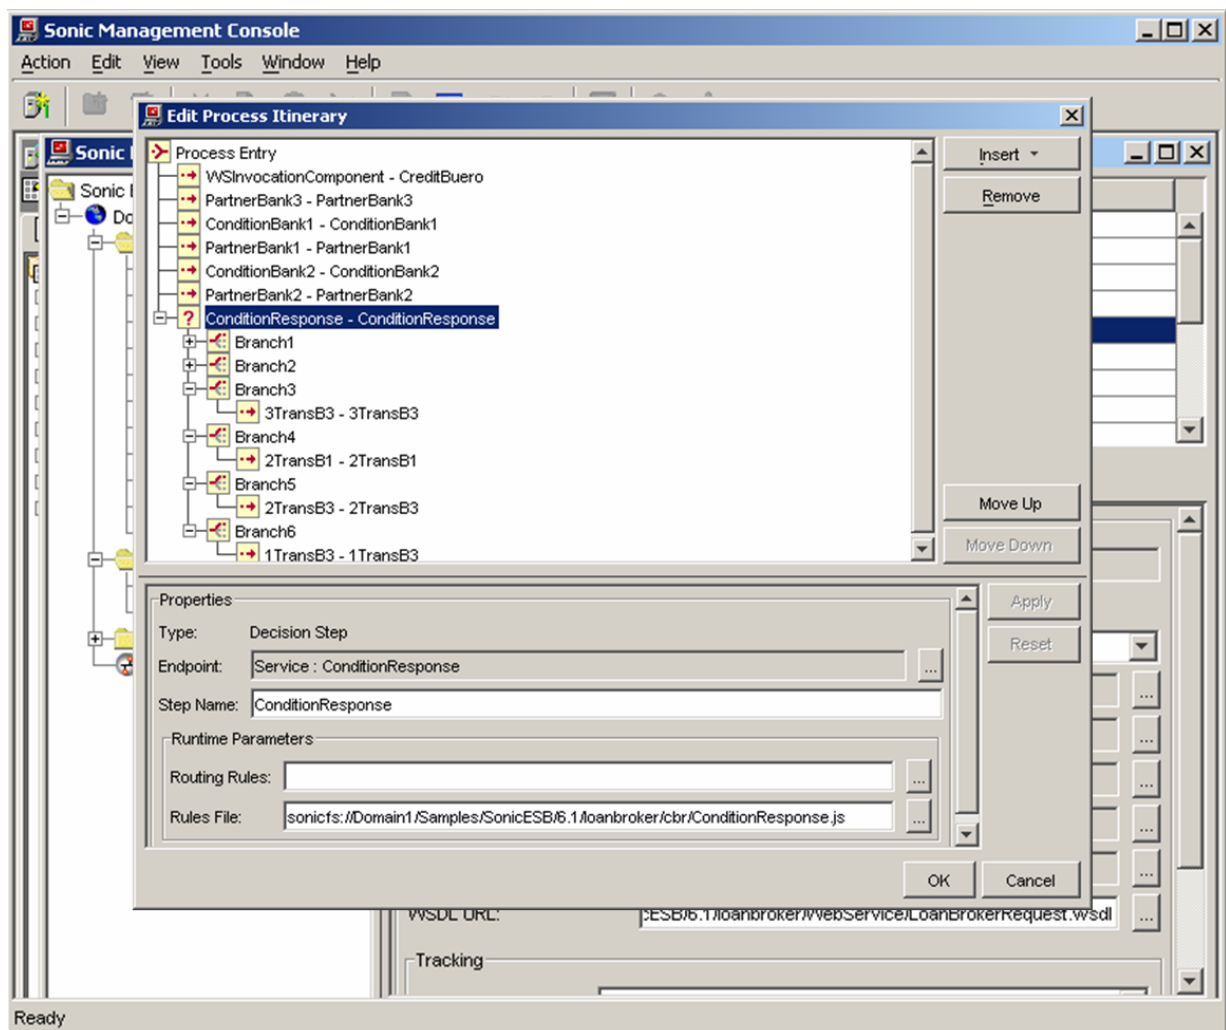 Sonic Management Console
Action Edit View Tools Window Help
Edit Process Itinerary
Sonic
Process Entry
Insert
Sonic
WSInvocationComponent - CreditBuero
PartnerBank3 - PartnerBank3
Remove
Do
ConditionBank1 - ConditionBank1
PartnerBank1 - PartnerBank1
ConditionBank2 - ConditionBank2
PartnerBank2 - PartnerBank2
? ConditionResponse - ConditionResponse
Branch1
Branch2
Branch3
3TransB3 - 3TransB3
Branch4
2TransB1 - 2TransB1
Branch5
2TransB3 - 2TransB3
Move Up
Branch6
1TransB3 - 1TransB3
Move Down
Properties
Apply
Type: Decision Step
Reset
Endpoint: Service : ConditionResponse ...
Step Name: ConditionResponse
Runtime Parameters
Routing Rules: ...
Rules File: sonicfs://Domain1/Samples/SonicESB/6.1/loanbroker/cbr/ConditionResponse.js ...
OK Cancel
WSDL URL: :ESB/6.1/loanbroker/WebService/LoanBrokerRequest.wsdl ...
Tracking
Ready